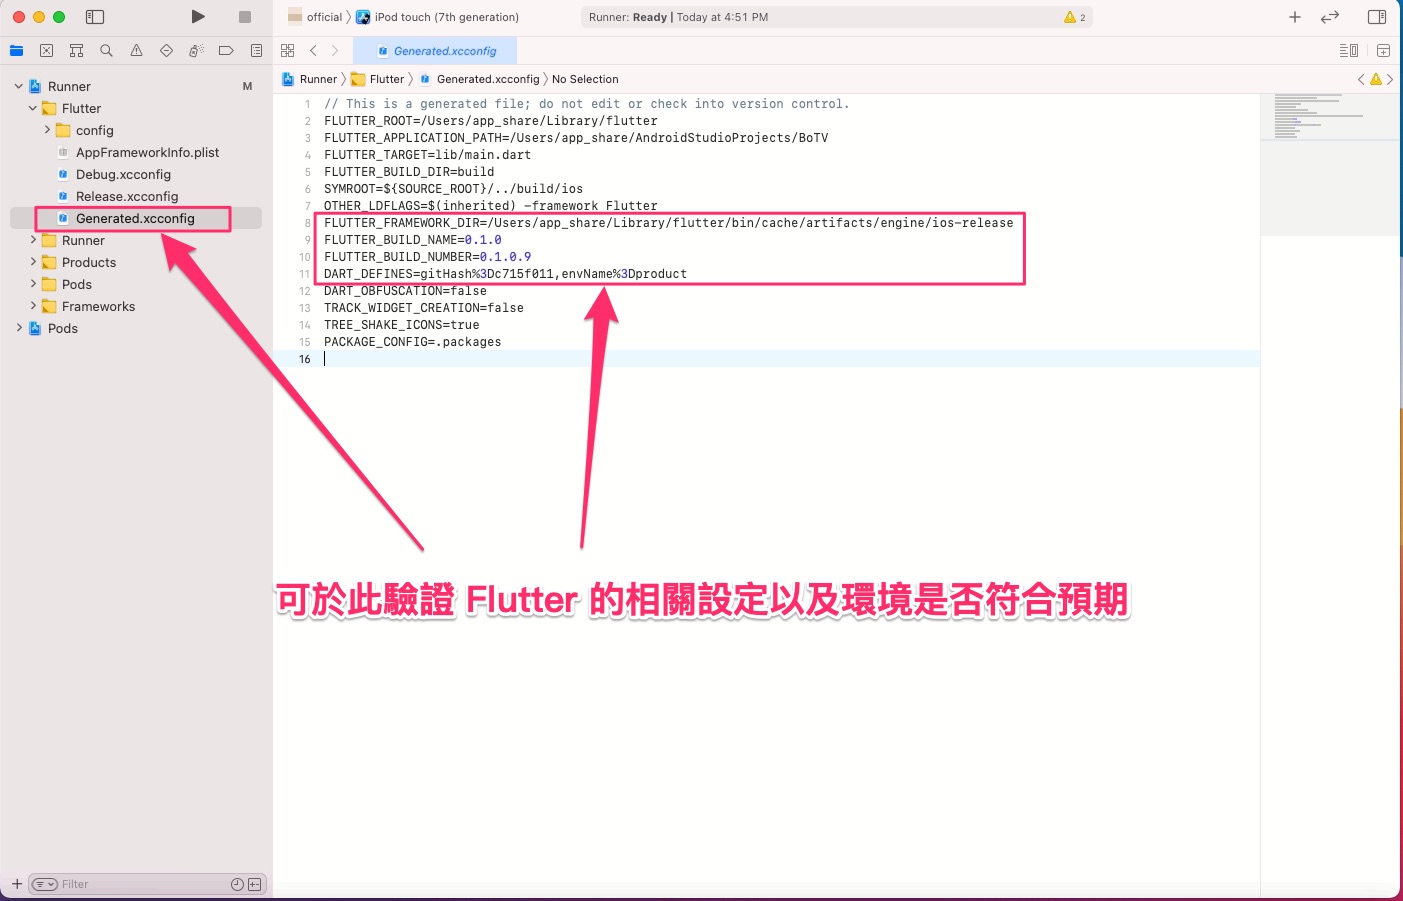 official
iPod touch (7th generation)
Runner: Ready | Today at 4:51 PM
2
Generated.xcconfig
Runner
Flutter
Generated.xcconfig
No Selection
Runner
M
Flutter
config
AppFrameworkInfo.plist
Debug.xcconfig
Release.xcconfig
Generated.xcconfig
Runner
Products
Pods
Frameworks
Pods
1 // This is a generated file; do not edit or check into version control.
2 FLUTTER_ROOT=/Users/app_share/Library/flutter
3 FLUTTER_APPLICATION_PATH=/Users/app_share/AndroidStudioProjects/BoTV
4 FLUTTER_TARGET=lib/main.dart
5 FLUTTER_BUILD_DIR=build
6 SYMROOT=${SOURCE_ROOT}/../build/ios
7 OTHER_LDFLAGS=$(inherited) -framework Flutter
8 FLUTTER_FRAMEWORK_DIR=/Users/app_share/Library/flutter/bin/cache/artifacts/engine/ios-release
9 FLUTTER_BUILD_NAME=0.1.0
10 FLUTTER_BUILD_NUMBER=0.1.0.9
11 DART_DEFINES=gitHash%3Dc715f011,envName%3Dproduct
12 DART_OBFUSCATION=false
13 TRACK_WIDGET_CREATION=false
14 TREE_SHAKE_ICONS=true
15 PACKAGE_CONFIG=.packages
16
可於此驗證 Flutter 的相關設定以及環境是否符合預期
Filter